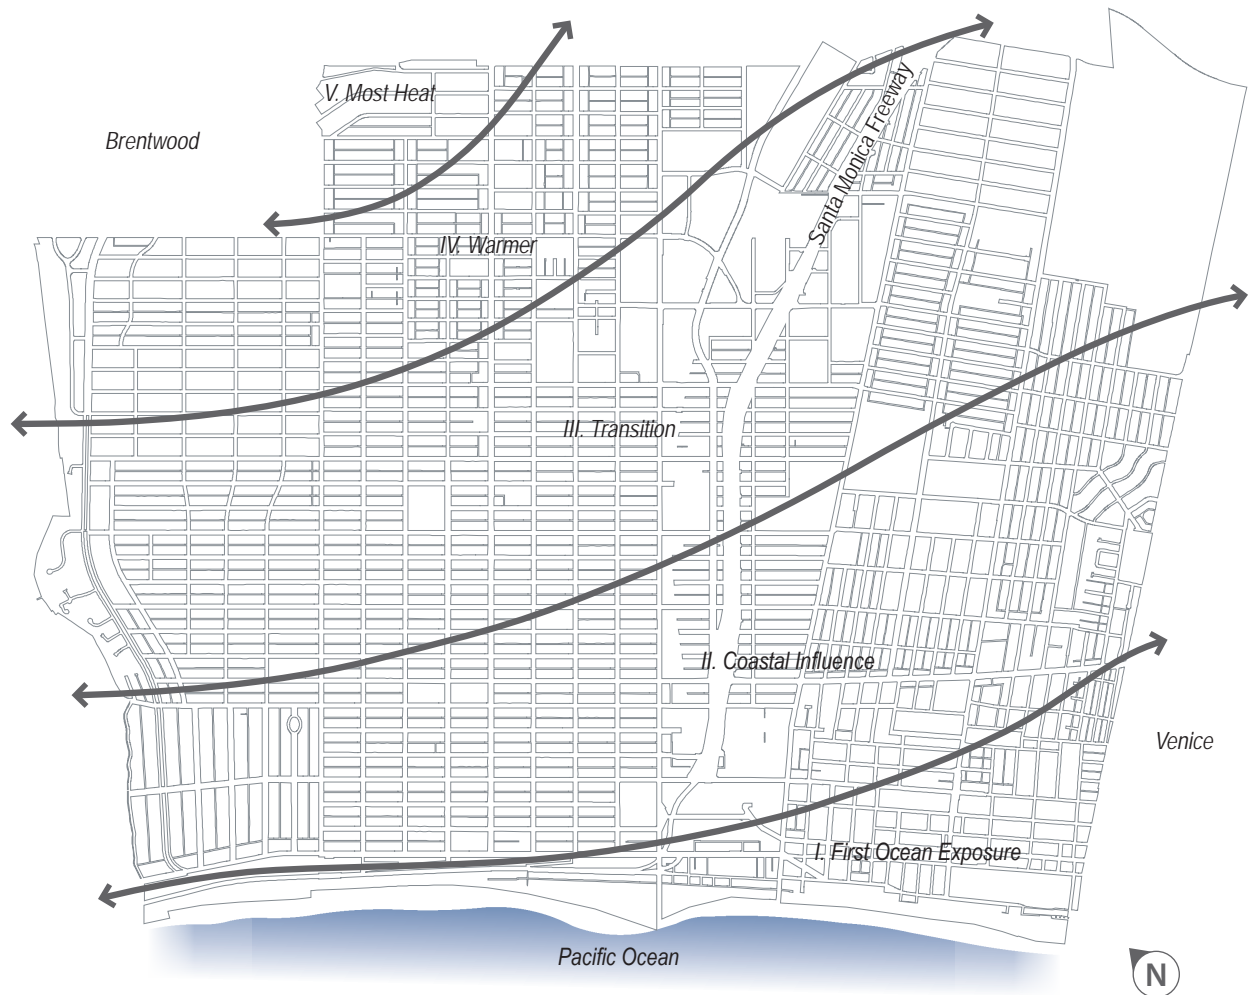 V. Most Heat
Brentwood
Santa Monica Freeway
IV. Warmer
III. Transition
II. Coastal Influence
Venice
I. First Ocean Exposure
Pacific Ocean
N